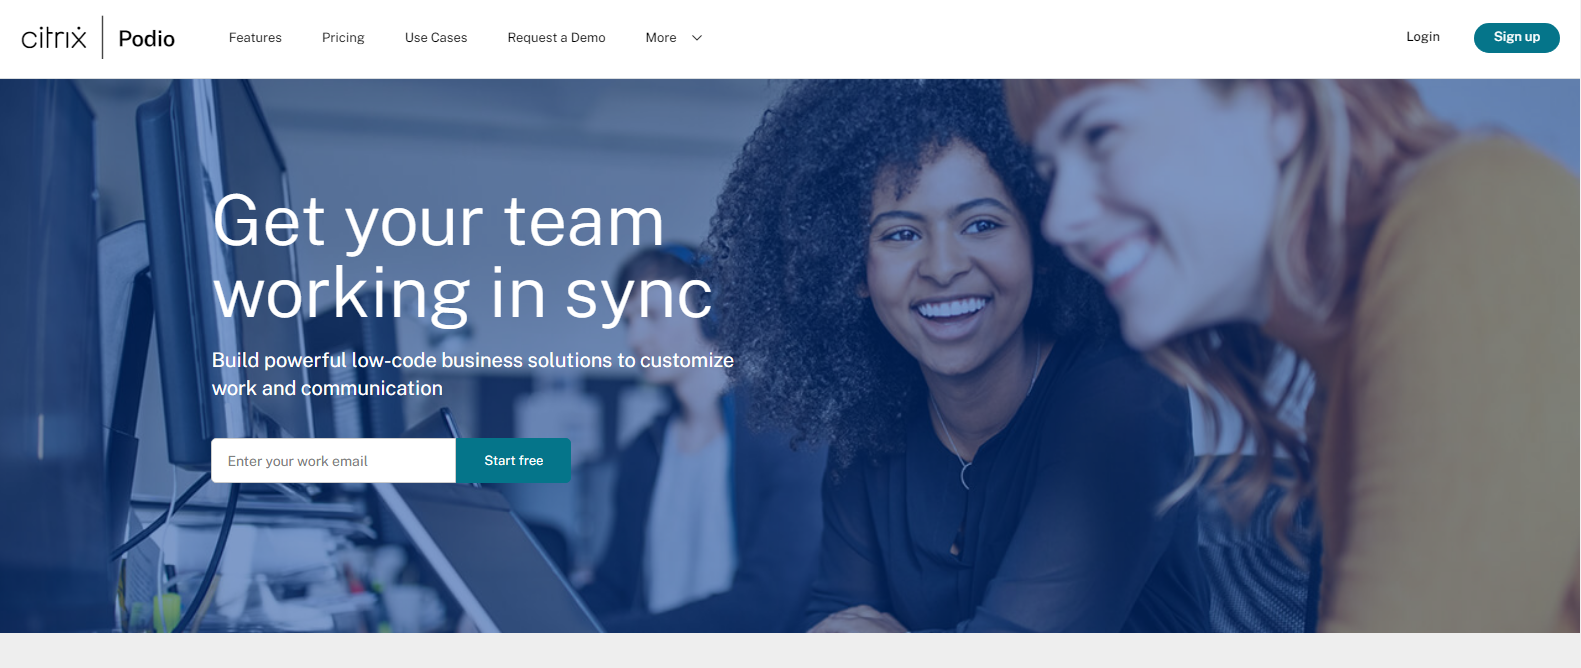 citrix | Podio
Features
Pricing
Use Cases
Request a Demo
More
Login
Sign up
Get your team
working in sync
Build powerful low-code business solutions to customize
work and communication
Enter your work email
Start free